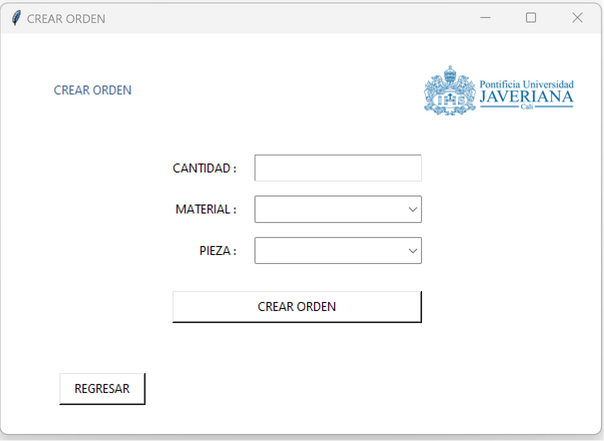 CREAR ORDEN
CREAR ORDEN
Pontificia Universidad
JAVERIANA
Cali
CANTIDAD :
MATERIAL :
PIEZA :
CREAR ORDEN
REGRESAR